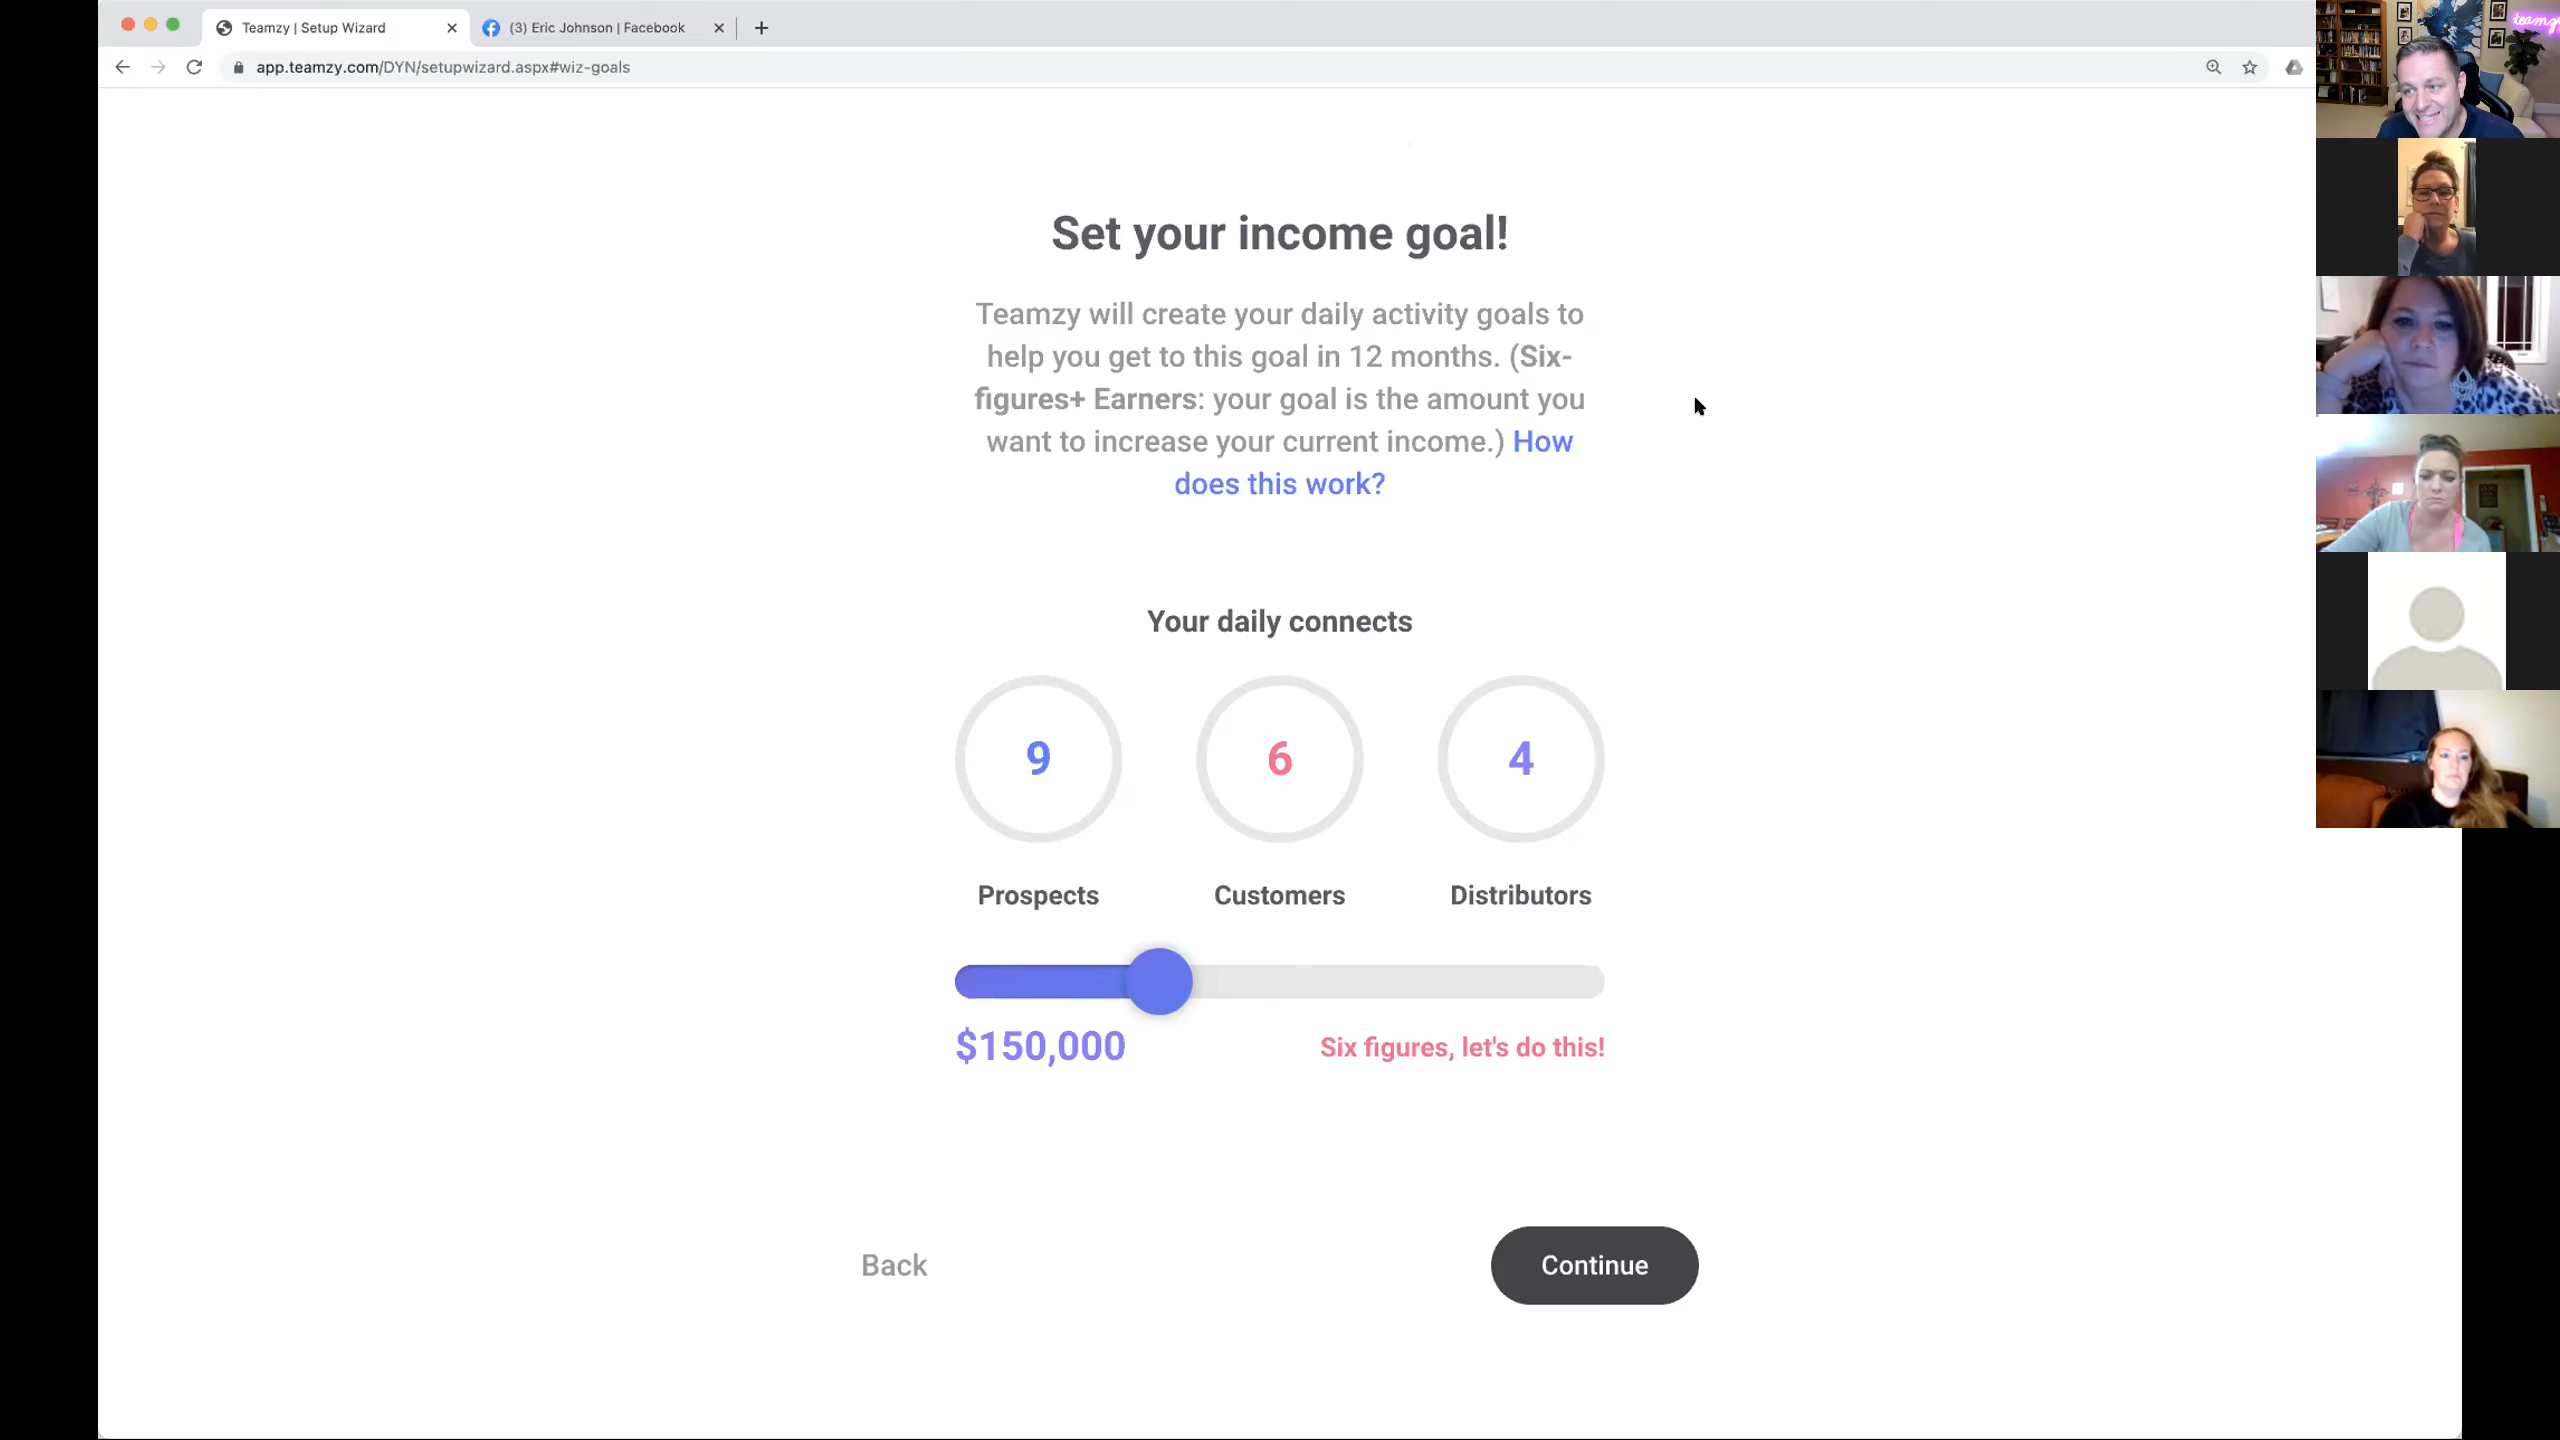 Teamzy | Setup Wizard
(3) Eric Johnson | Facebook
app.teamzy.com/DYN/setupwizard.aspx#wiz-goals
teamzy
Set your income goal!
Teamzy will create your daily activity goals to
help you get to this goal in 12 months. (Six-
figures+ Earners: your goal is the amount you
want to increase your current income.) How
does this work?
Your daily connects
9 6 4
Prospects Customers Distributors
$150,000 Six figures, let's do this!
Back Continue